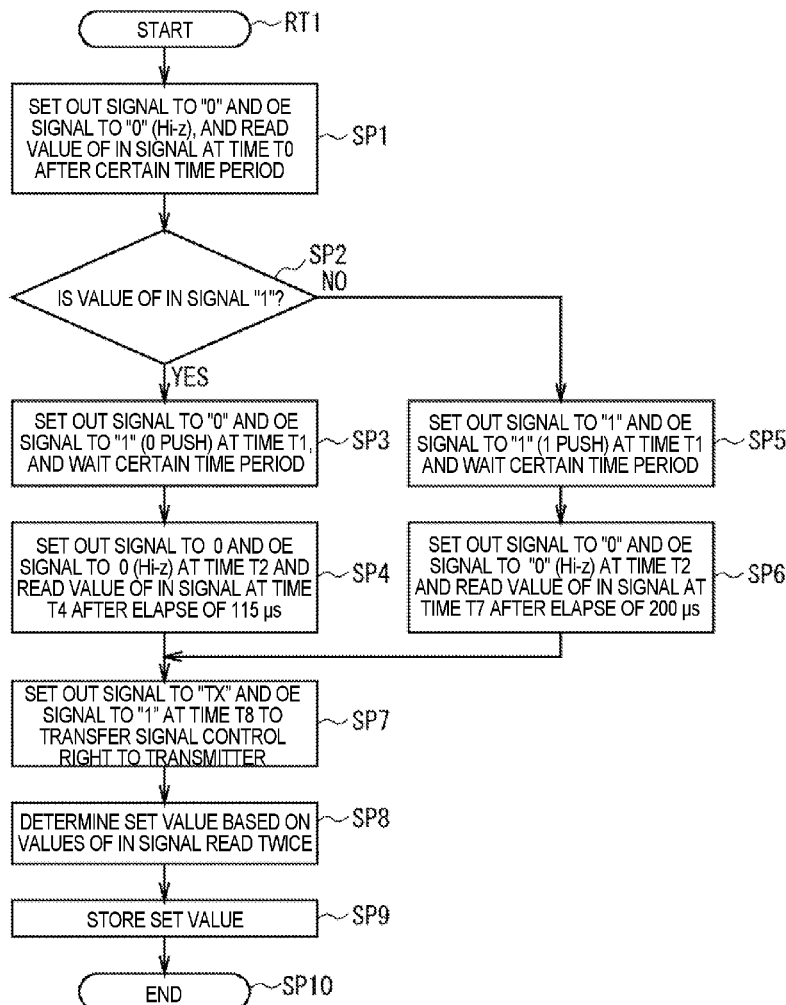 START
RT1
SET OUT SIGNAL TO "0" AND OE
SIGNAL TO "0" (Hi-z), AND READ
VALUE OF IN SIGNAL AT TIME T0
AFTER CERTAIN TIME PERIOD
SP1
SP2
IS VALUE OF IN SIGNAL "1"?
NO
YES
SET OUT SIGNAL TO "0" AND OE
SIGNAL TO "1" (0 PUSH) AT TIME T1,
AND WAIT CERTAIN TIME PERIOD
SP3
SET OUT SIGNAL TO "1" AND OE
SIGNAL TO "1" (1 PUSH) AT TIME T1
AND WAIT CERTAIN TIME PERIOD
SP5
SET OUT SIGNAL TO 0 AND OE
SIGNAL TO 0 (Hi-z) AT TIME T2 AND
READ VALUE OF IN SIGNAL AT TIME
T4 AFTER ELAPSE OF 115 μs
SP4
SET OUT SIGNAL TO "0" AND OE
SIGNAL TO "0" (Hi-z) AT TIME T2
AND READ VALUE OF IN SIGNAL AT
TIME T7 AFTER ELAPSE OF 200 μs
SP6
SET OUT SIGNAL TO "TX" AND OE
SIGNAL TO "1" AT TIME T8 TO
TRANSFER SIGNAL CONTROL
RIGHT TO TRANSMITTER
SP7
DETERMINE SET VALUE BASED ON
VALUES OF IN SIGNAL READ TWICE
SP8
STORE SET VALUE
SP9
END
SP10